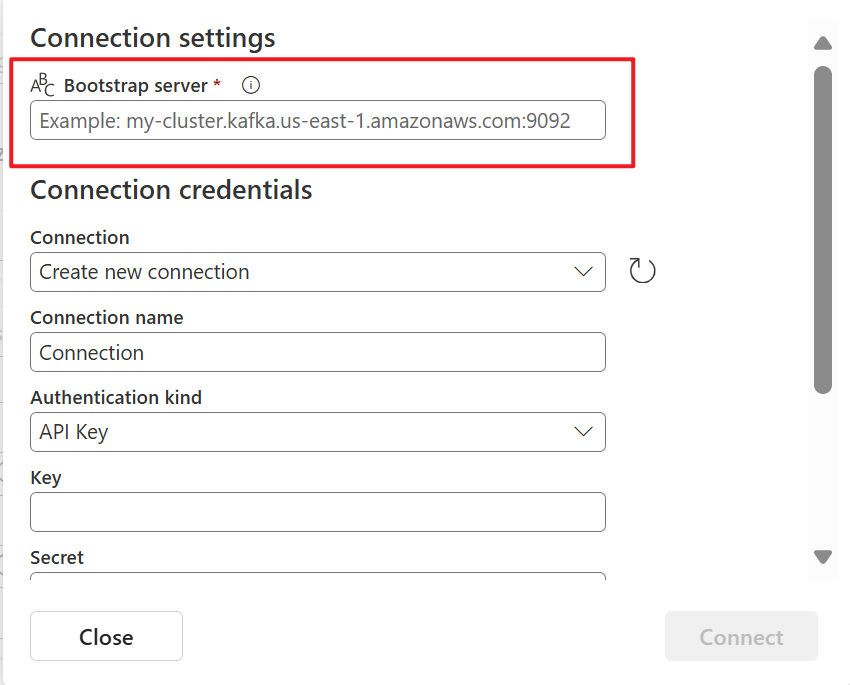 Connection settings
ABC Bootstrap server *
Example: my-cluster.kafka.us-east-1.amazonaws.com:9092
Connection credentials
Connection
Create new connection
Connection name
Connection
Authentication kind
API Key
Key
Secret
Close
Connect